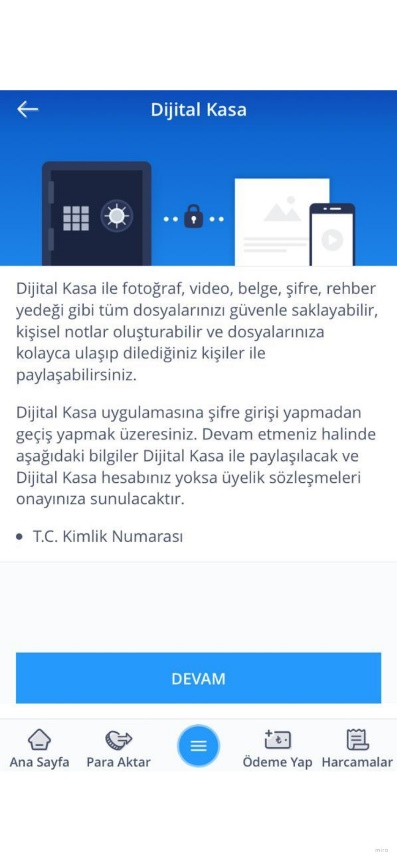 Dijital Kasa
Dijital Kasa ile fotoğraf, video, belge, şifre, rehber
yedeği gibi tüm dosyalarınızı güvenle saklayabilir,
kişisel notlar oluşturabilir ve dosyalarınıza
kolayca ulaşıp dilediğiniz kişiler ile
paylaşabilirsiniz.
Dijital Kasa uygulamasına şifre girişi yapmadan
geçiş yapmak üzeresiniz. Devam etmeniz halinde
aşağıdaki bilgiler Dijital Kasa ile paylaşılacak ve
Dijital Kasa hesabınız yoksa üyelik sözleşmeleri
onayınıza sunulacaktır.
• T.C. Kimlik Numarası
DEVAM
Ana Sayfa Para Aktar Ödeme Yap Harcamalar